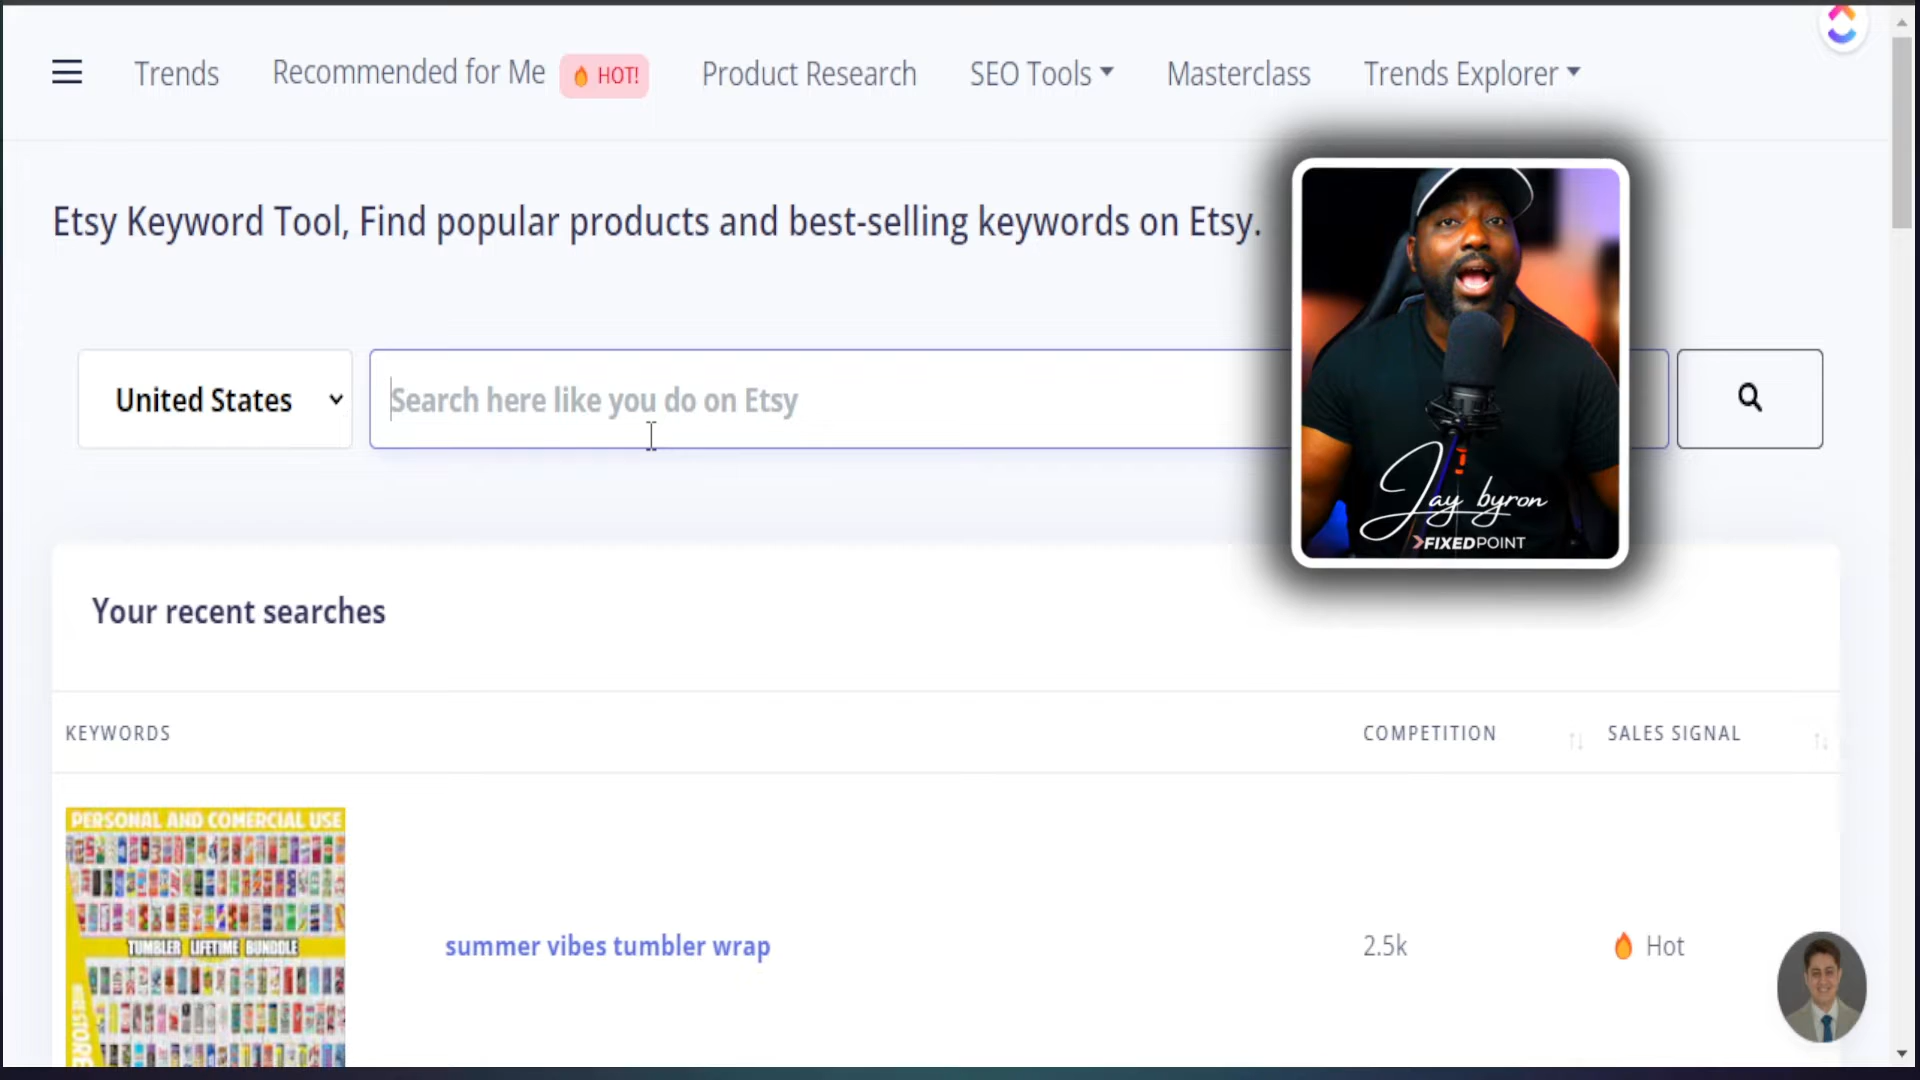 Trends
Recommended for Me
HOT!
Product Research
SEO Tools
Masterclass
Trends Explorer
Etsy Keyword Tool, Find popular products and best-selling keywords on Etsy.
United States
Search here like you do on Etsy
Jay byron
FIXEDPOINT
Your recent searches
KEYWORDS
COMPETITION
SALES SIGNAL
PERSONAL AND COMERCIAL USE
TUMBLER LIFETIME BUNDDLE
summer vibes tumbler wrap
2.5k
Hot